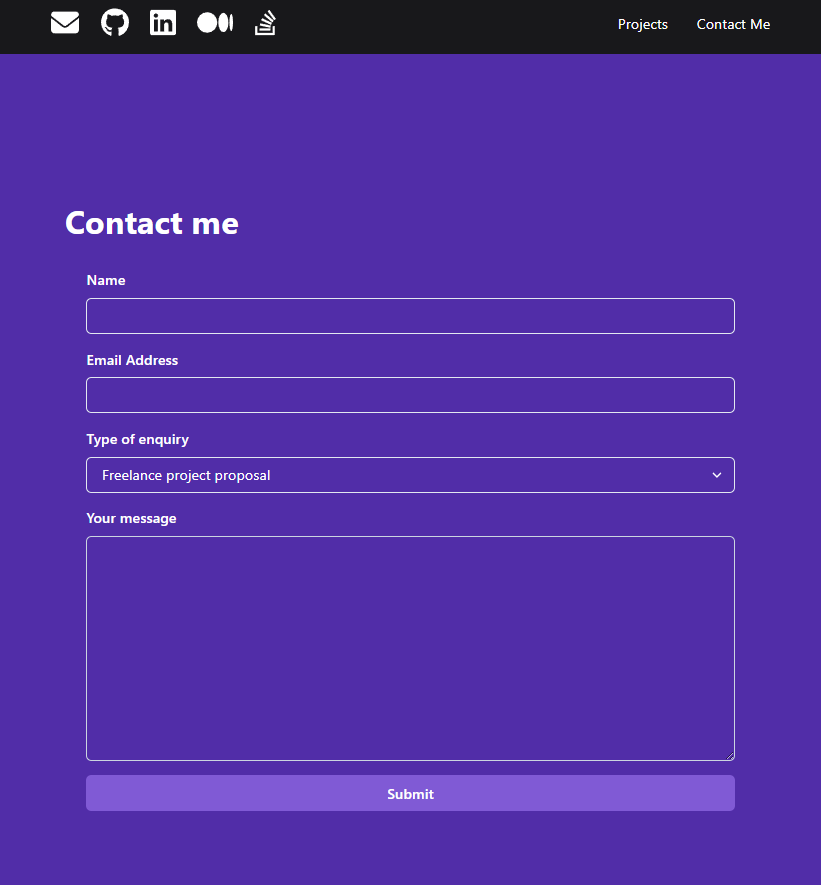 Projects
Contact Me
Contact me
Name
Email Address
Type of enquiry
Freelance project proposal
Your message
Submit